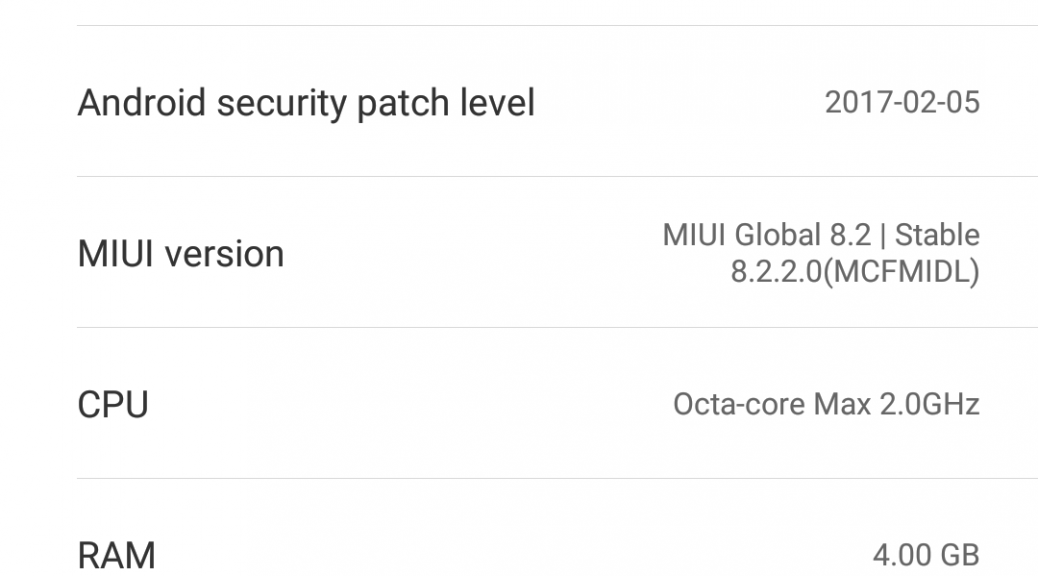 Android security patch level 2017-02-05
MIUI version MIUI Global 8.2 | Stable
8.2.2.0(MCFMIDL)
CPU Octa-core Max 2.0GHz
RAM 4.00 GB